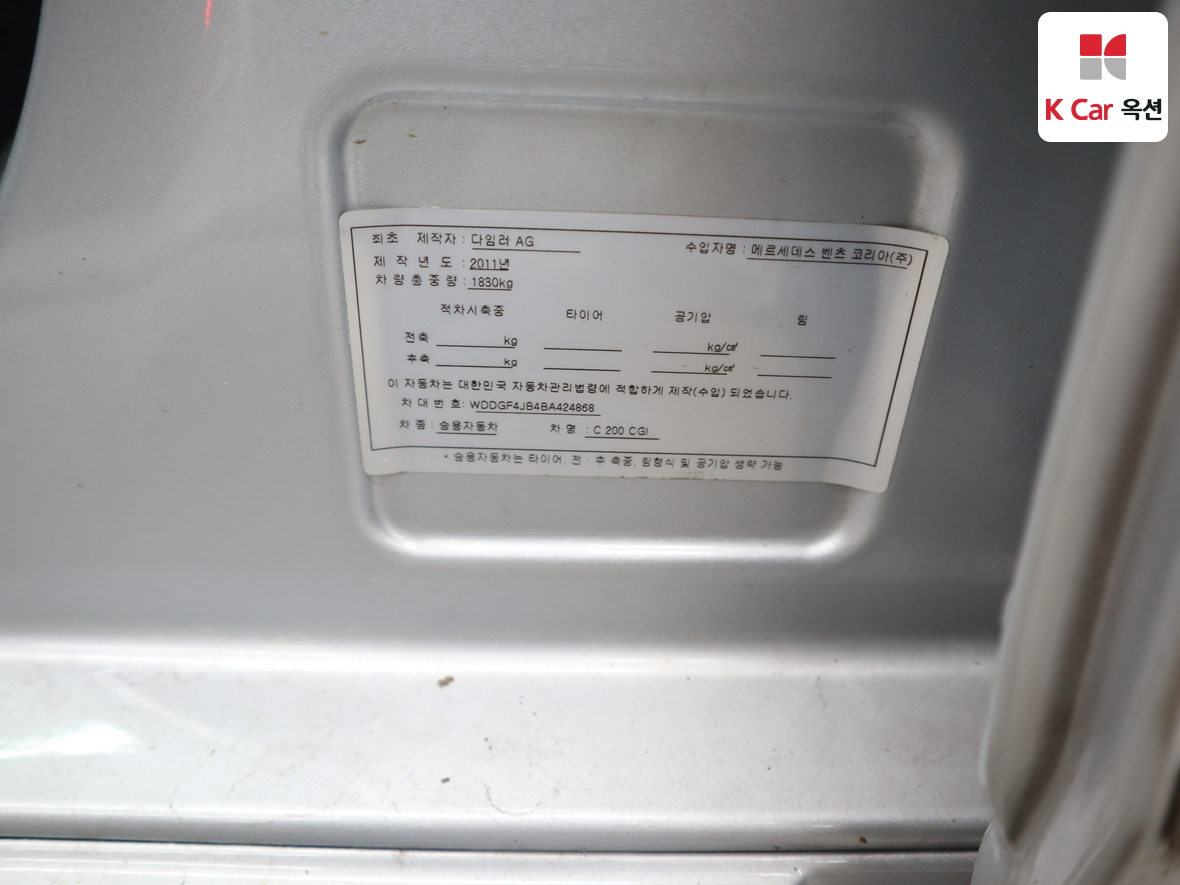 K Car 옥션
최초 제작자 : 다임러 AG 수입자명 : 메르세데스 벤츠 코리아(주)
제 작 년 도 : 2011년
차 량 총 중 량 : 1830kg
적차시축중 타이어 공기압 림
전축 kg kg/㎠
후축 kg kg/㎠
이 자동차는 대한민국 자동차관리법령에 적합하게 제작(수입) 되었습니다.
차 대 번 호: WDDGF4JB4BA424868
차 종 : 승용자동차 차 명 : C 200 CGI
* 승용자동차는 타이어, 전 · 후 축중, 림형식 및 공기압 생략 가능